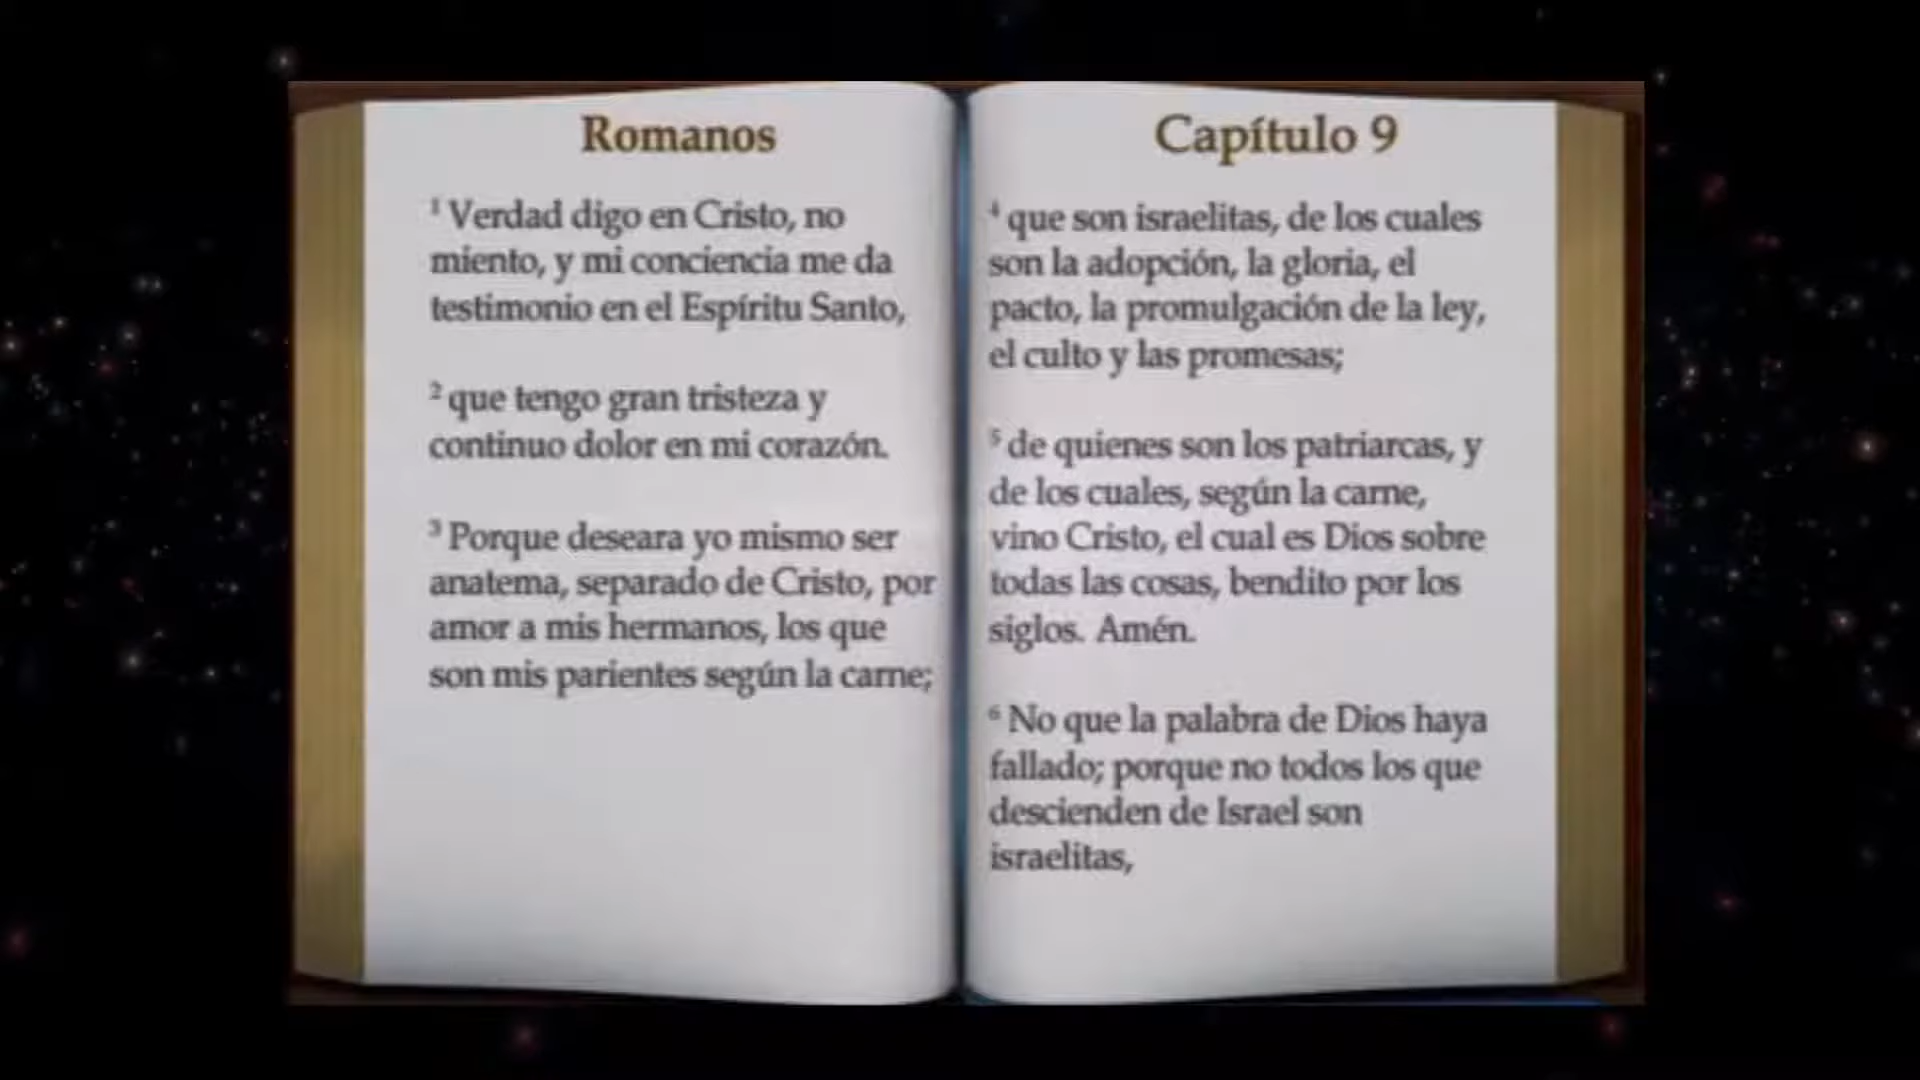 Romanos
¹ Verdad digo en Cristo, no
miento, y mi conciencia me da
testimonio en el Espíritu Santo,
² que tengo gran tristeza y
continuo dolor en mi corazón.
³ Porque deseara yo mismo ser
anatema, separado de Cristo, por
amor a mis hermanos, los que
son mis parientes según la carne;
Capítulo 9
⁴ que son israelitas, de los cuales
son la adopción, la gloria, el
pacto, la promulgación de la ley,
el culto y las promesas;
⁵ de quienes son los patriarcas, y
de los cuales, según la carne,
vino Cristo, el cual es Dios sobre
todas las cosas, bendito por los
siglos. Amén.
⁶ No que la palabra de Dios haya
fallado; porque no todos los que
descienden de Israel son
israelitas,